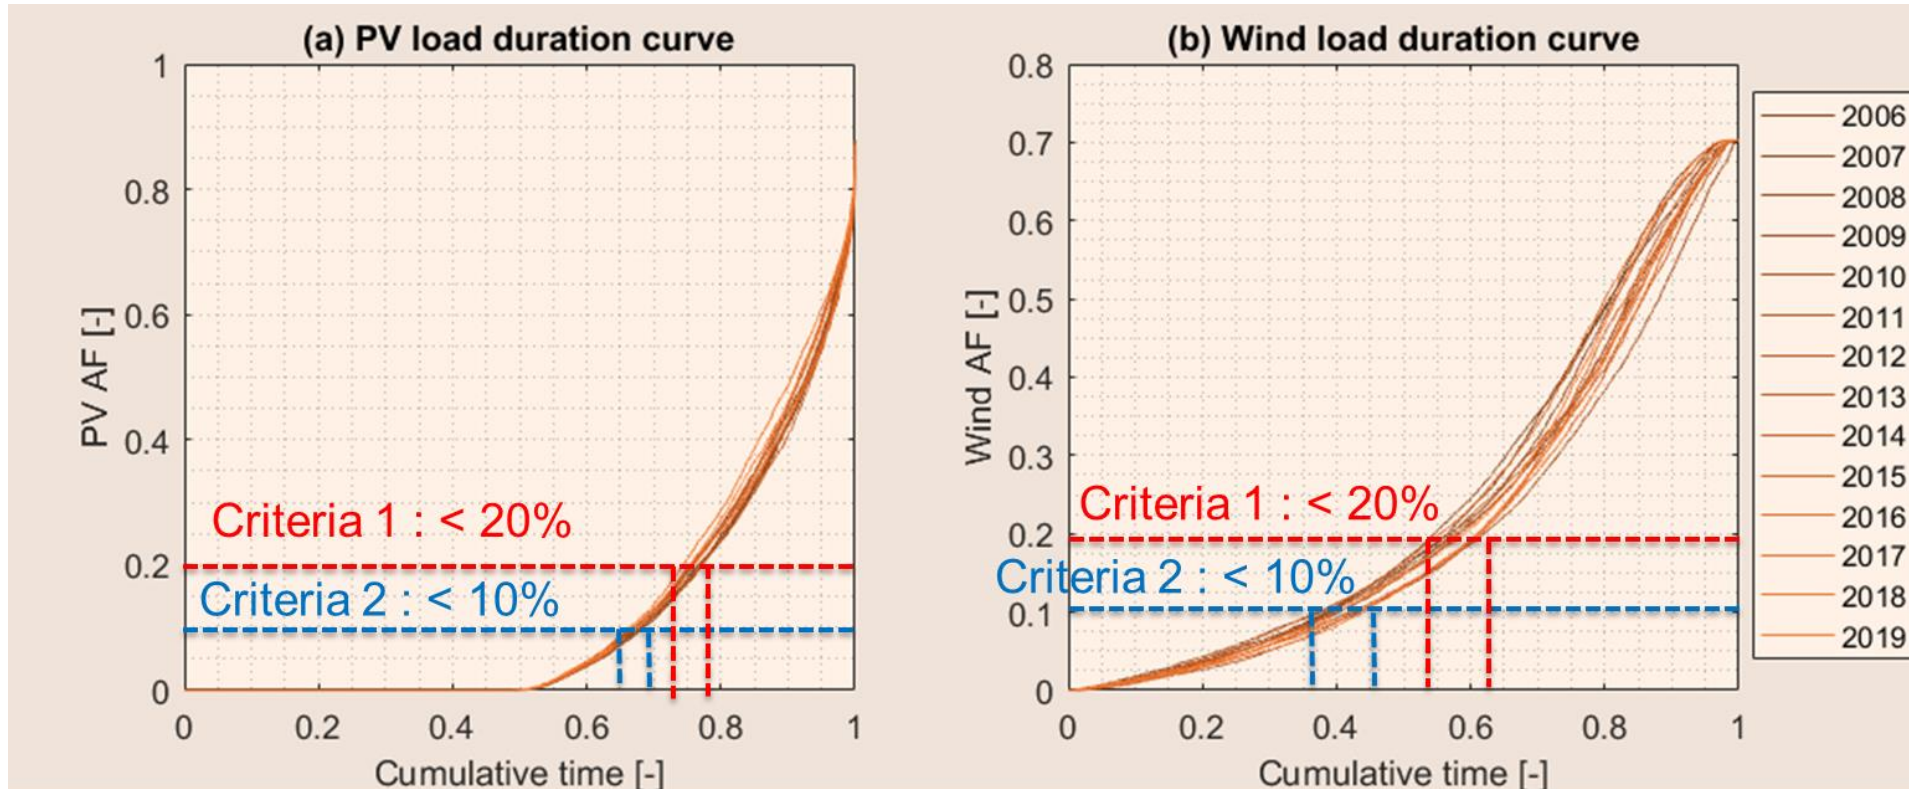 (a) PV load duration curve
1
0.8
0.6
0.4
0.2
0
PV AF [-]
Criteria 1 : < 20%
Criteria 2 : < 10%
0 0.2 0.4 0.6 0.8 1
Cumulative time [-]
(b) Wind load duration curve
0.8
0.7
0.6
0.5
0.4
0.3
0.2
0.1
0
Wind AF [-]
Criteria 1 : < 20%
Criteria 2 : < 10%
0 0.2 0.4 0.6 0.8 1
Cumulative time [-]
2006
2007
2008
2009
2010
2011
2012
2013
2014
2015
2016
2017
2018
2019